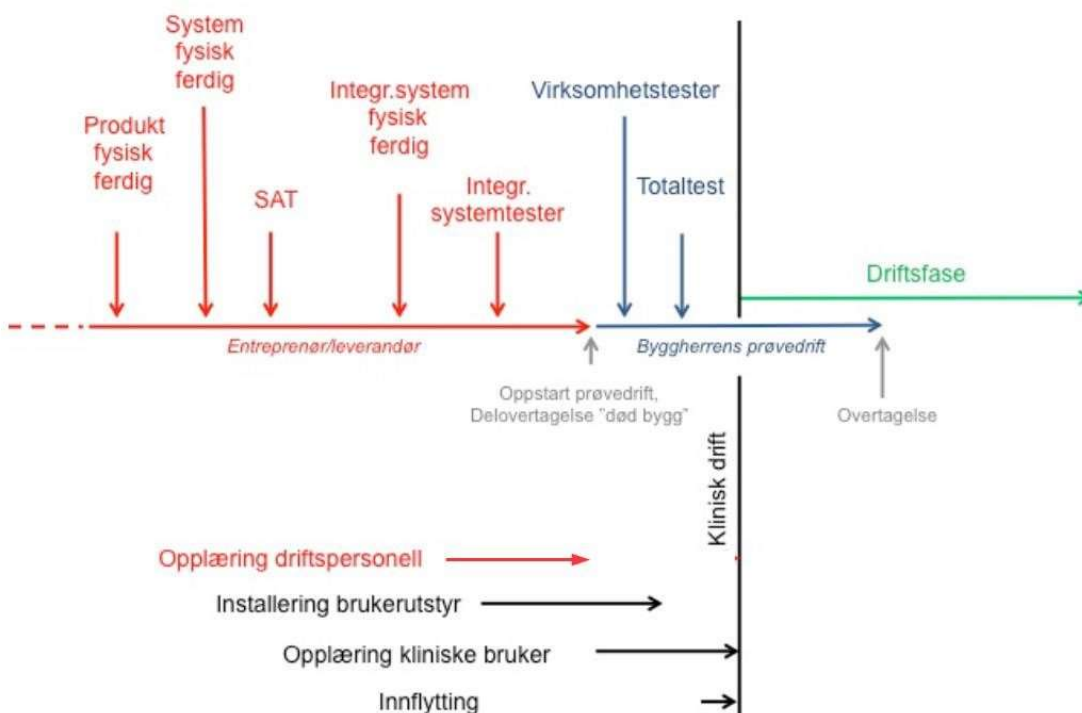 System
fysisk
ferdig
Produkt
fysisk
ferdig
SAT
Integr.system
fysisk
ferdig
Integr.
systemtester
Virksomhetstester
Totaltest
Driftsfase
Entreprenør/leverandør
Byggherrens prøvedrift
Oppstart prøvedrift,
Delovertagelse "død bygg"
Overtagelse
Klinisk drift
Opplæring driftspersonell
Installering brukerutstyr
Opplæring kliniske bruker
Innflytting